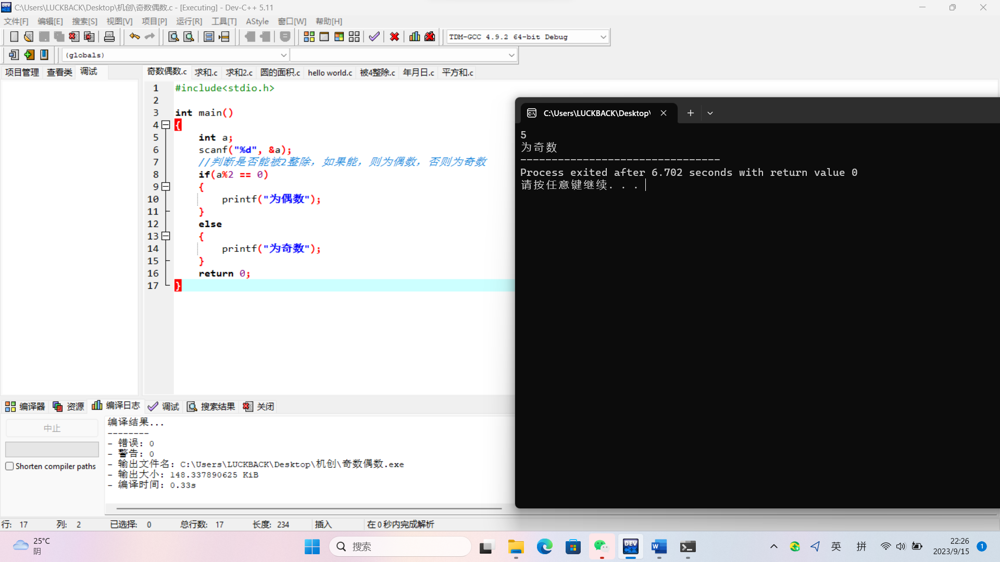 C:\Users\LUCKBACK\Desktop\机创\奇数偶数.c - [Executing] - Dev-C++ 5.11
文件[F] 编辑[E] 搜索[S] 视图[V] 项目[P] 运行[R] 工具[T] AStyle 窗口[W] 帮助[H]
TDM-GCC 4.9.2 64-bit Debug
(globals)
项目管理 查看类 调试
奇数偶数.c 求和.c 求和2.c 圆的面积.c hello world.c 被4整除.c 年月日.c 平方和.c
1 #include<stdio.h>
2
3 int main()
4 {
5 int a;
6 scanf("%d", &a);
7 //判断是否能被2整除，如果能，则为偶数，否则为奇数
8 if(a%2 == 0)
9 {
10 printf("为偶数");
11 }
12 else
13 {
14 printf("为奇数");
15 }
16 return 0;
17 }
C:\Users\LUCKBACK\Desktop\
5
为奇数
--------------------------------
Process exited after 6.702 seconds with return value 0
请按任意键继续. . .
编译器 资源 编译日志 调试 搜索结果 关闭
中止
Shorten compiler paths
编译结果...
--------
- 错误: 0
- 警告: 0
- 输出文件名: C:\Users\LUCKBACK\Desktop\机创\奇数偶数.exe
- 输出大小: 148.337890625 KiB
- 编译时间: 0.33s
行: 17 列: 2 已选择: 0 总行数: 17 长度: 234 插入 在 0 秒内完成解析
25°C
阴
搜索
DEV
C++
W
英 拼
22:26
2023/9/15
1